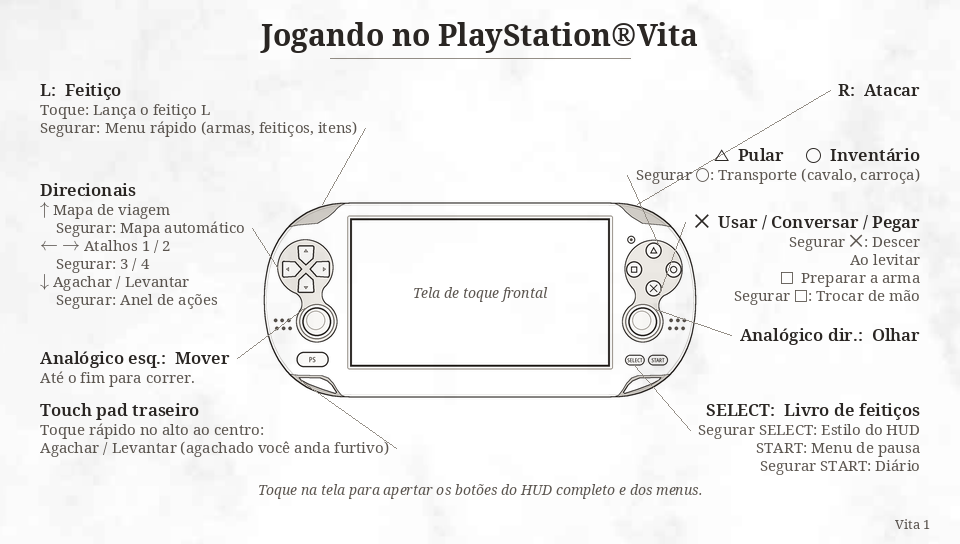 Jogando no PlayStation®Vita
L: Feitiço
Toque: Lança o feitiço L
Segurar: Menu rápido (armas, feitiços, itens)
Direcionais
↑ Mapa de viagem
Segurar: Mapa automático
← → Atalhos 1 / 2
Segurar: 3 / 4
↓ Agachar / Levantar
Segurar: Anel de ações
Analógico esq.: Mover
Até o fim para correr.
Touch pad traseiro
Toque rápido no alto ao centro:
Agachar / Levantar (agachado você anda furtivo)
Tela de toque frontal
PS
SELECT
START
R: Atacar
△ Pular ○ Inventário
Segurar ○: Transporte (cavalo, carroça)
✕ Usar / Conversar / Pegar
Segurar ✕: Descer
Ao levitar
□ Preparar a arma
Segurar □: Trocar de mão
Analógico dir.: Olhar
SELECT: Livro de feitiços
Segurar SELECT: Estilo do HUD
START: Menu de pausa
Segurar START: Diário
Toque na tela para apertar os botões do HUD completo e dos menus.
Vita 1